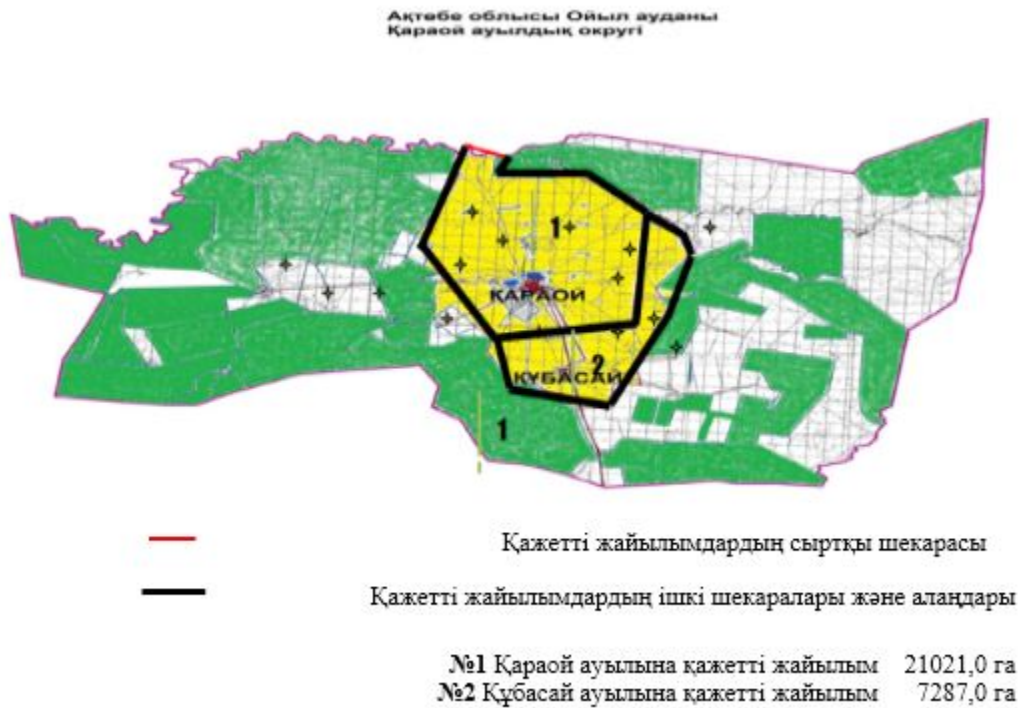 Ақтөбе облысы Ойыл ауданы
Қараой ауылдық округі
1
ҚАРАОЙ
2
ҚҰБАСАЙ
1
Қажетті жайылымдардың сыртқы шекарасы
Қажетті жайылымдардың ішкі шекаралары және алаңдары
№1 Қараой ауылына қажетті жайылым 21021,0 га
№2 Құбасай ауылына қажетті жайылым 7287,0 га